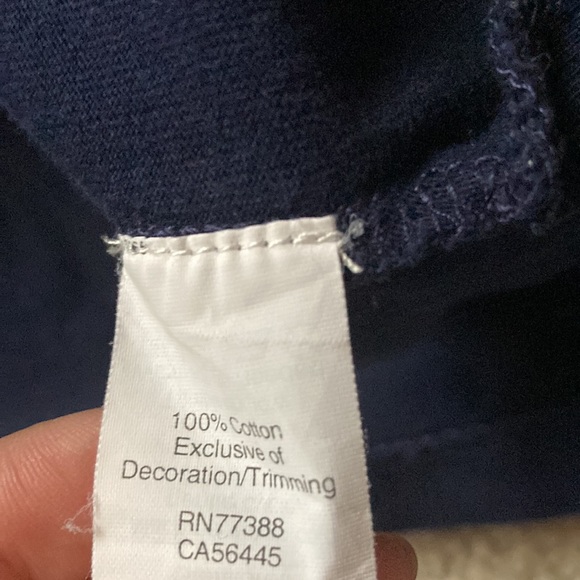 100% Cotton
Exclusive of
Decoration/Trimming
RN77388
CA56445